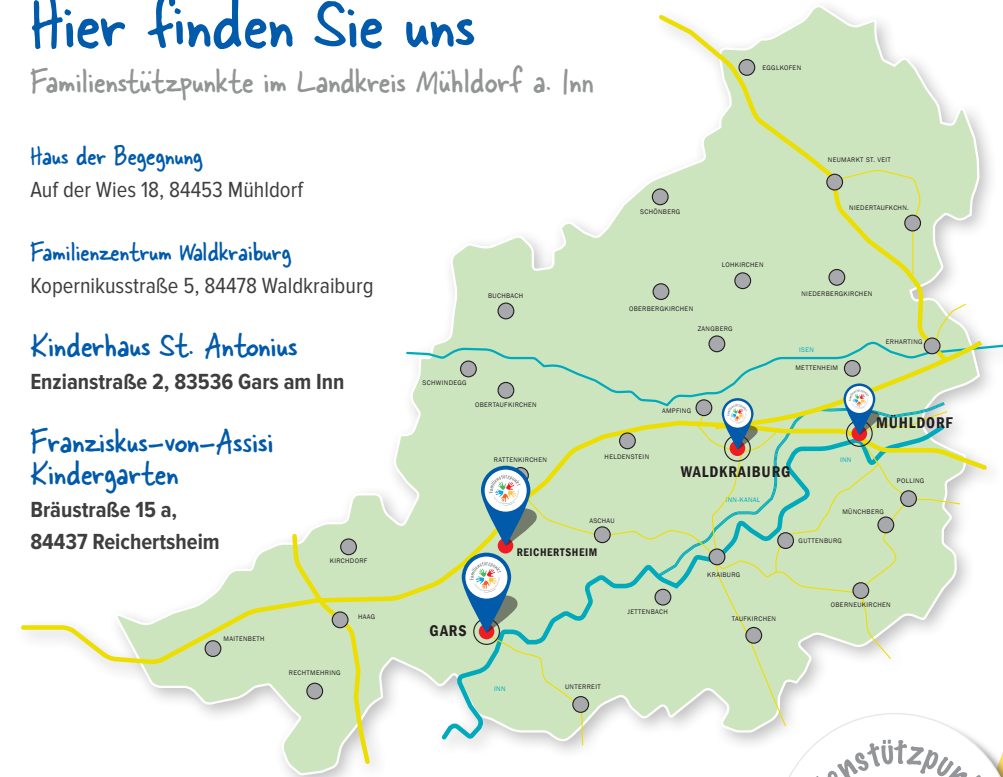 Hier finden Sie uns
Familienstützpunkte im Landkreis Mühldorf a. Inn
Haus der Begegnung
Auf der Wies 18, 84453 Mühldorf
Familienzentrum Waldkraiburg
Kopernikusstraße 5, 84478 Waldkraiburg
Kinderhaus St. Antonius
Enzianstraße 2, 83536 Gars am Inn
Franziskus-von-Assisi
Kindergarten
Bräustraße 15 a,
84437 Reichertsheim
EGGLKOFEN
NEUMARKT ST. VEIT
NIEDERTAUFKCHN.
SCHÖNBERG
LOHKIRCHEN
OBERBERGKIRCHEN
NIEDERBERGKIRCHEN
BUCHBACH
ZANGBERG
ERHARTING
ISEN
METTENHEIM
SCHWINDEGG
OBERTAUFKIRCHEN
AMPFING
MÜHLDORF
HELDENSTEIN
WALDKRAIBURG
INN
RATTENKIRCHEN
POLLING
INN-KANAL
MÜNCHBERG
ASCHAU
GUTTENBURG
REICHERTSHEIM
KIRCHDORF
KRAIBURG
JETTENBACH
OBERNEUKIRCHEN
HAAG
TAUFKIRCHEN
GARS
MAITENBETH
RECHTMEHRING
INN
UNTERREIT
familienstützpunkt
familienstützpunkt